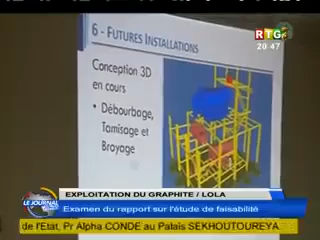 RTG
20:47
6 - FUTURES INSTALLATIONS
Conception 3D
en cours
• Débourbage,
Tamisage et
Broyage
EXPLOITATION DU GRAPHITE / LOLA
LE JOURNAL
Examen du rapport sur l'étude de faisabilité
de l'Etat, Pr Alpha CONDE au Palais SEKHOUTOUREYA.